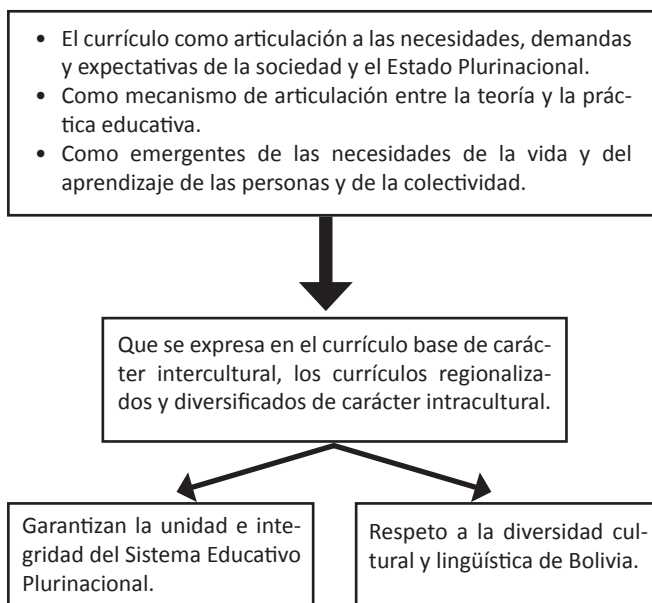 • El currículo como articulación a las necesidades, demandas
y expectativas de la sociedad y el Estado Plurinacional.
• Como mecanismo de articulación entre la teoría y la prác-
tica educativa.
• Como emergentes de las necesidades de la vida y del
aprendizaje de las personas y de la colectividad.
Que se expresa en el currículo base de carác-
ter intercultural, los currículos regionaliza-
dos y diversificados de carácter intracultural.
Garantizan la unidad e inte-
gridad del Sistema Educativo
Plurinacional.
Respeto a la diversidad cul-
tural y lingüística de Bolivia.